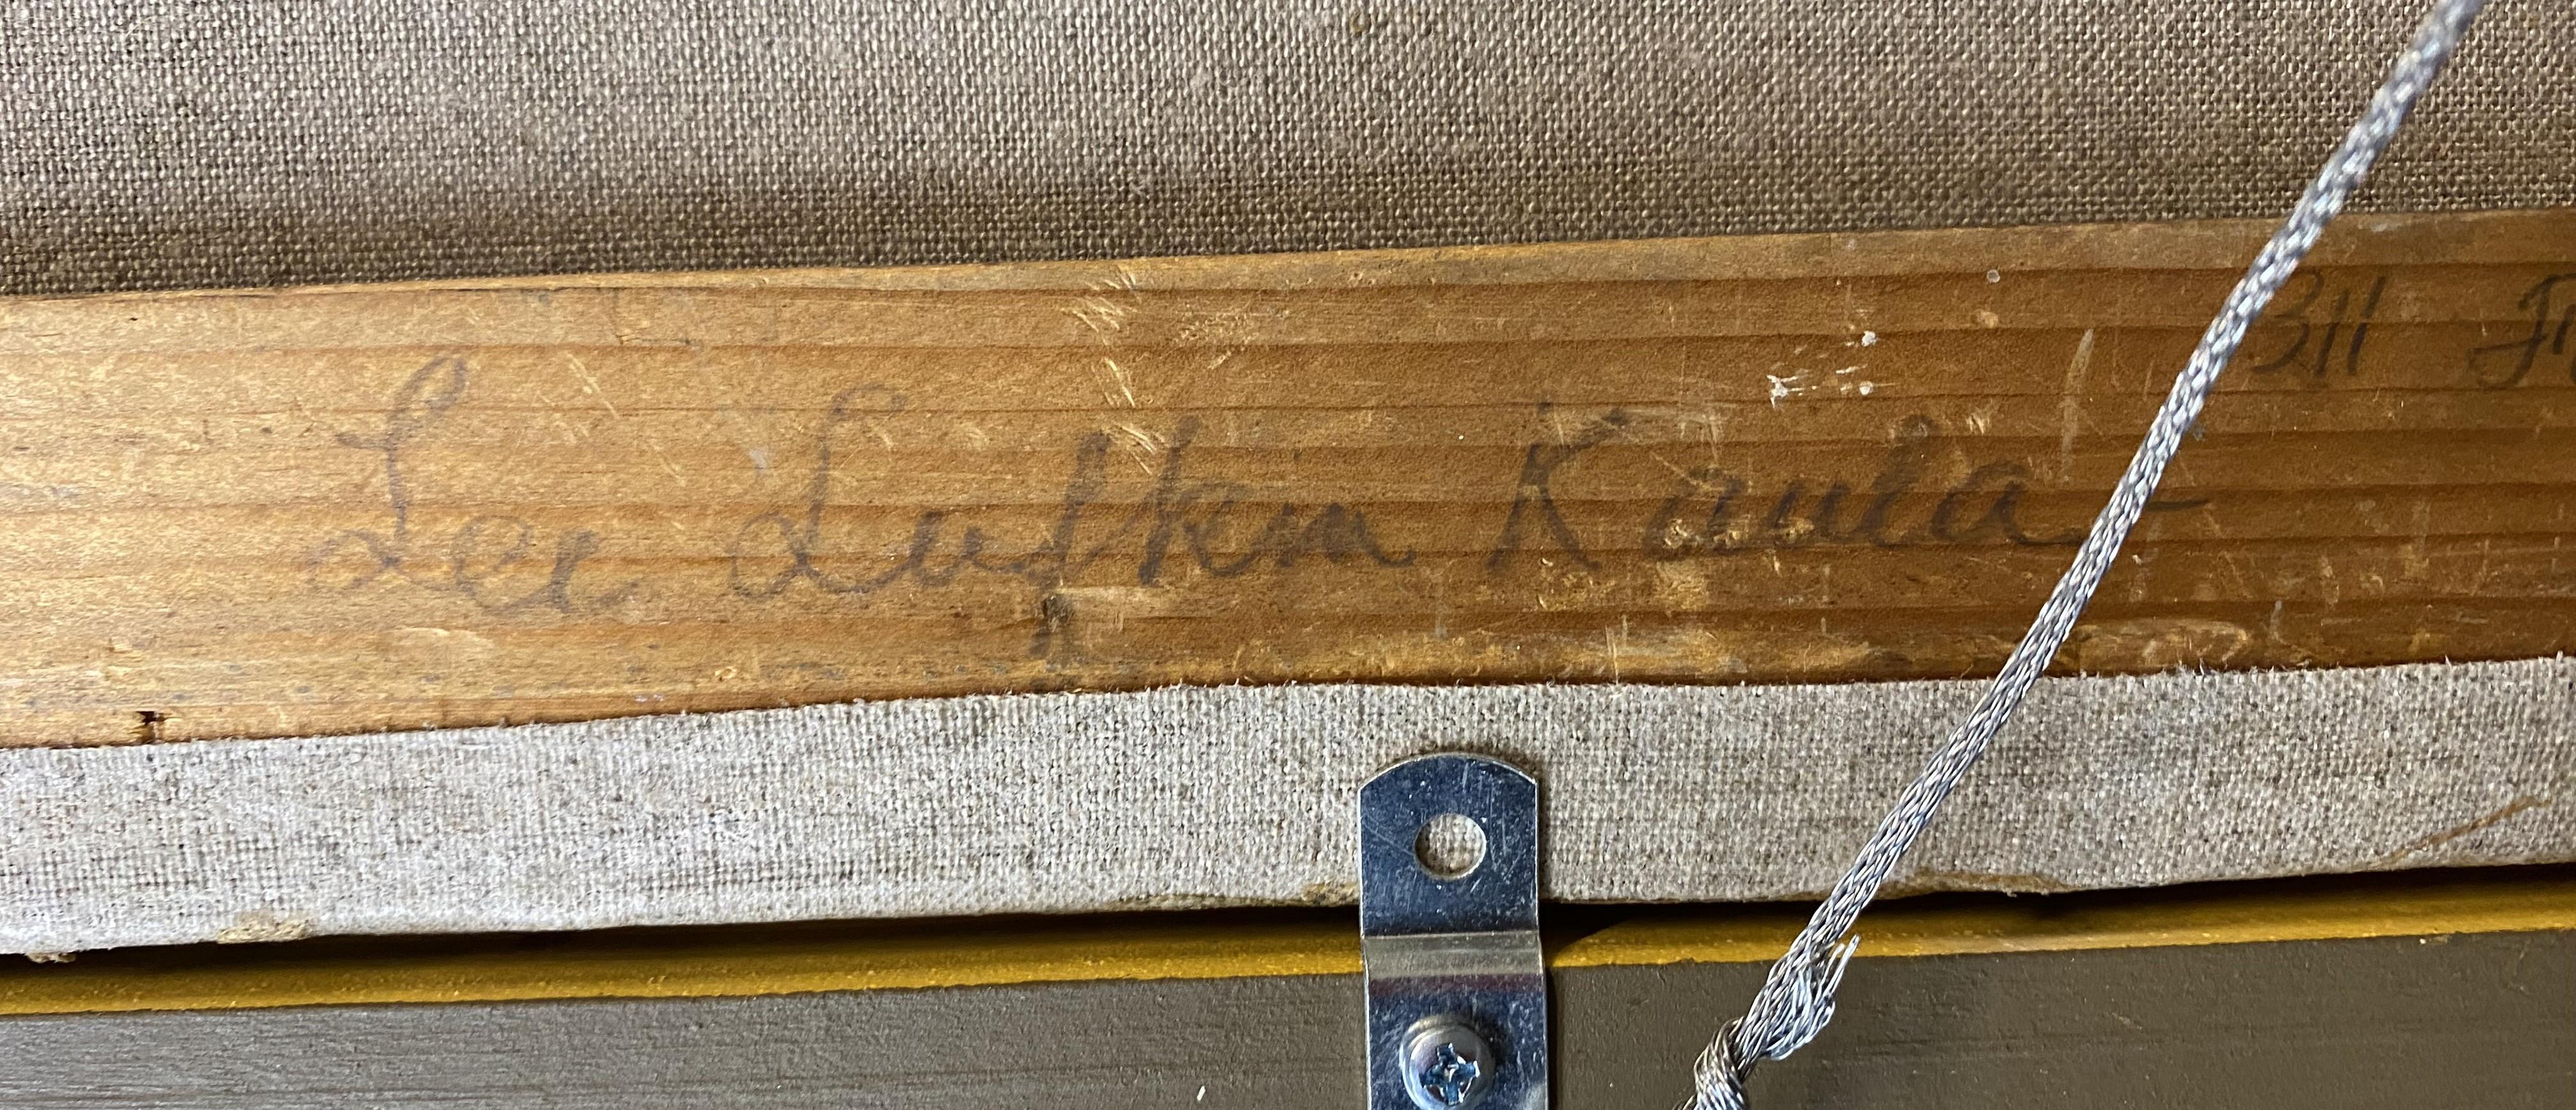 Lee Lufkin Kaula -
311